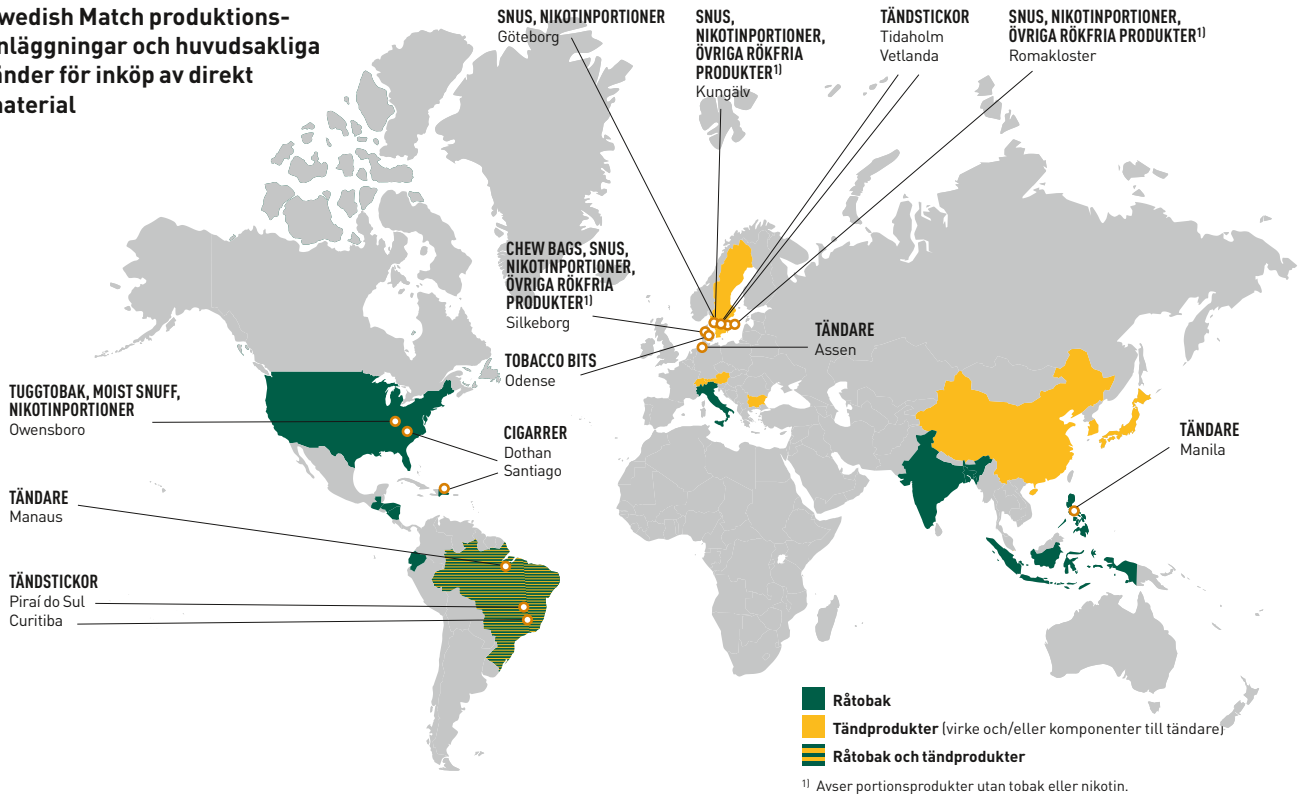 wedish Match produktions-
nläggningar och huvudsakliga
änder för inköp av direkt
naterial
SNUS, NIKOTINPORTIONER
Göteborg
SNUS,
NIKOTINPORTIONER,
ÖVRIGA RÖKFRIA
PRODUKTER1)
Kungälv
TÄNDSTICKOR
Tidaholm
Vetlanda
SNUS, NIKOTINPORTIONER,
ÖVRIGA RÖKFRIA PRODUKTER1)
Romakloster
CHEW BAGS, SNUS,
NIKOTINPORTIONER,
ÖVRIGA RÖKFRIA
PRODUKTER1)
Silkeborg
TOBACCO BITS
Odense
TÄNDARE
Assen
TUGGTOBAK, MOIST SNUFF,
NIKOTINPORTIONER
Owensboro
CIGARRER
Dothan
Santiago
TÄNDARE
Manila
TÄNDARE
Manaus
TÄNDSTICKOR
Piraí do Sul
Curitiba
Råtobak
Tändprodukter (virke och/eller komponenter till tändare)
Råtobak och tändprodukter
1) Avser portionsprodukter utan tobak eller nikotin.